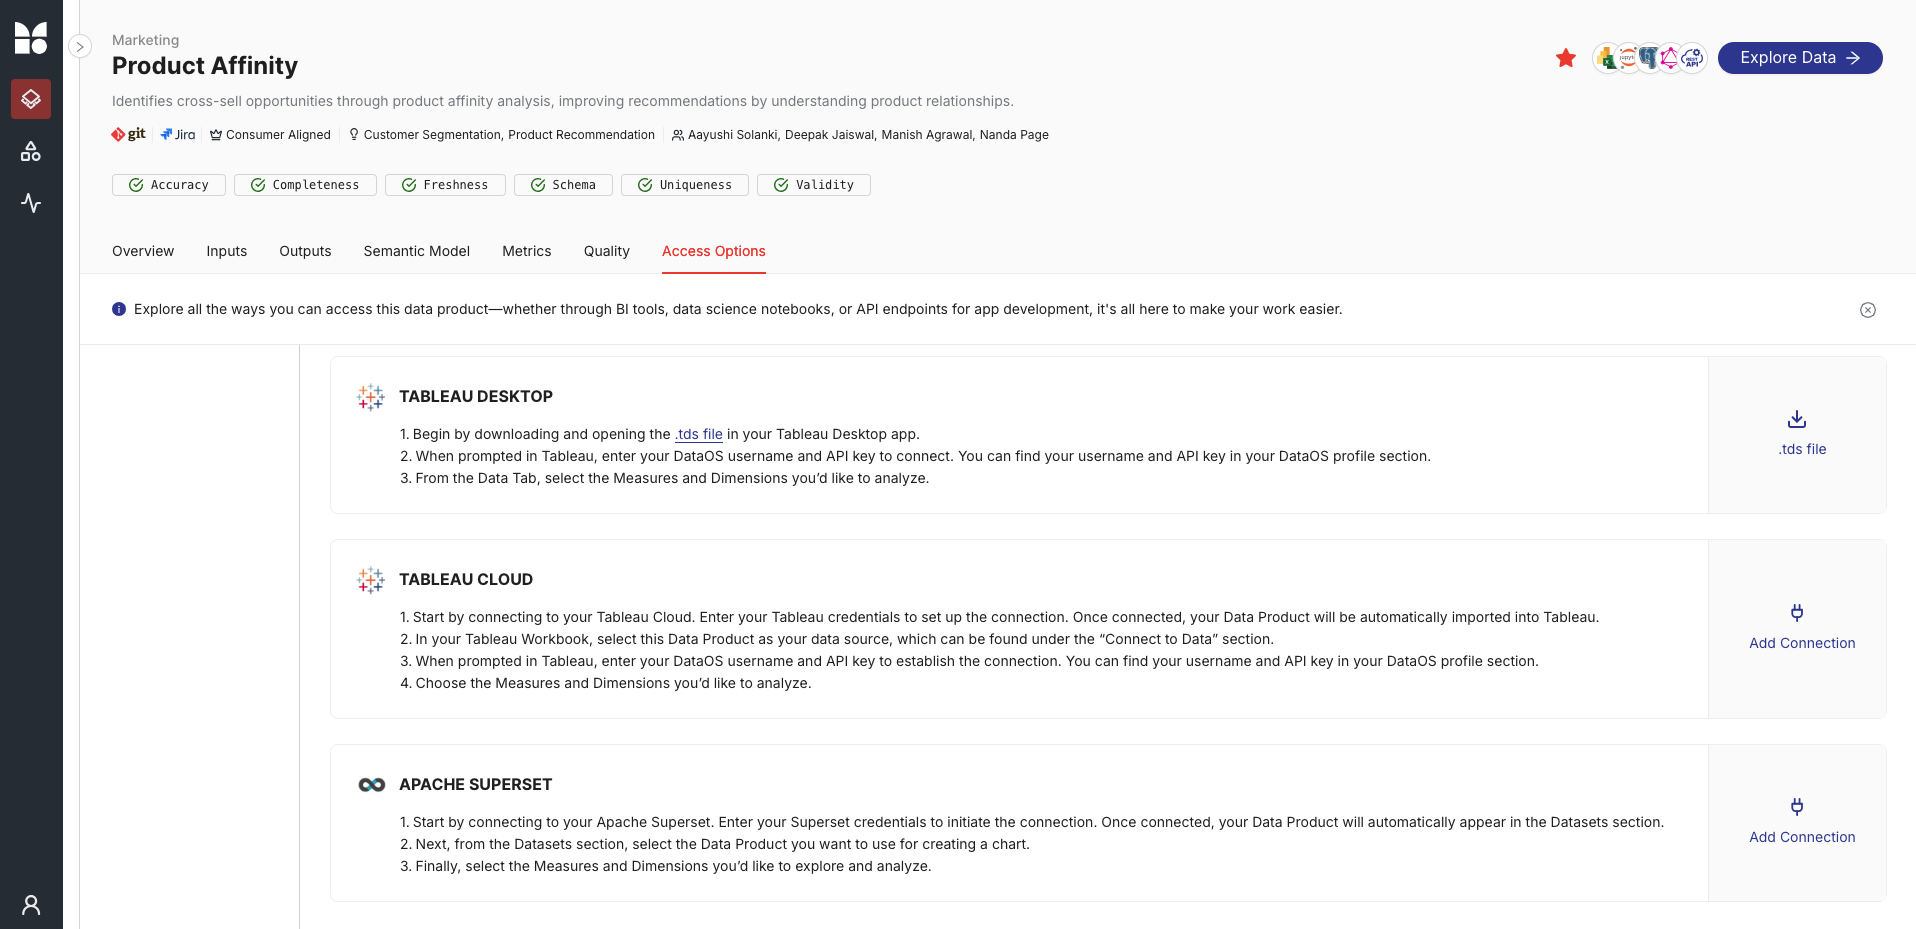 Marketing
Product Affinity
Explore Data
Identifies cross-sell opportunities through product affinity analysis, improving recommendations by understanding product relationships.
git Jira Consumer Aligned Customer Segmentation, Product Recommendation Aayushi Solanki, Deepak Jaiswal, Manish Agrawal, Nanda Page
Accuracy Completeness Freshness Schema Uniqueness Validity
Overview Inputs Outputs Semantic Model Metrics Quality Access Options
Explore all the ways you can access this data product—whether through BI tools, data science notebooks, or API endpoints for app development, it's all here to make your work easier.
TABLEAU DESKTOP
1. Begin by downloading and opening the .tds file in your Tableau Desktop app.
2. When prompted in Tableau, enter your DataOS username and API key to connect. You can find your username and API key in your DataOS profile section.
3. From the Data Tab, select the Measures and Dimensions you’d like to analyze.
.tds file
TABLEAU CLOUD
1. Start by connecting to your Tableau Cloud. Enter your Tableau credentials to set up the connection. Once connected, your Data Product will be automatically imported into Tableau.
2. In your Tableau Workbook, select this Data Product as your data source, which can be found under the “Connect to Data” section.
3. When prompted in Tableau, enter your DataOS username and API key to establish the connection. You can find your username and API key in your DataOS profile section.
4. Choose the Measures and Dimensions you’d like to analyze.
Add Connection
APACHE SUPERSET
1. Start by connecting to your Apache Superset. Enter your Superset credentials to initiate the connection. Once connected, your Data Product will automatically appear in the Datasets section.
2. Next, from the Datasets section, select the Data Product you want to use for creating a chart.
3. Finally, select the Measures and Dimensions you’d like to explore and analyze.
Add Connection